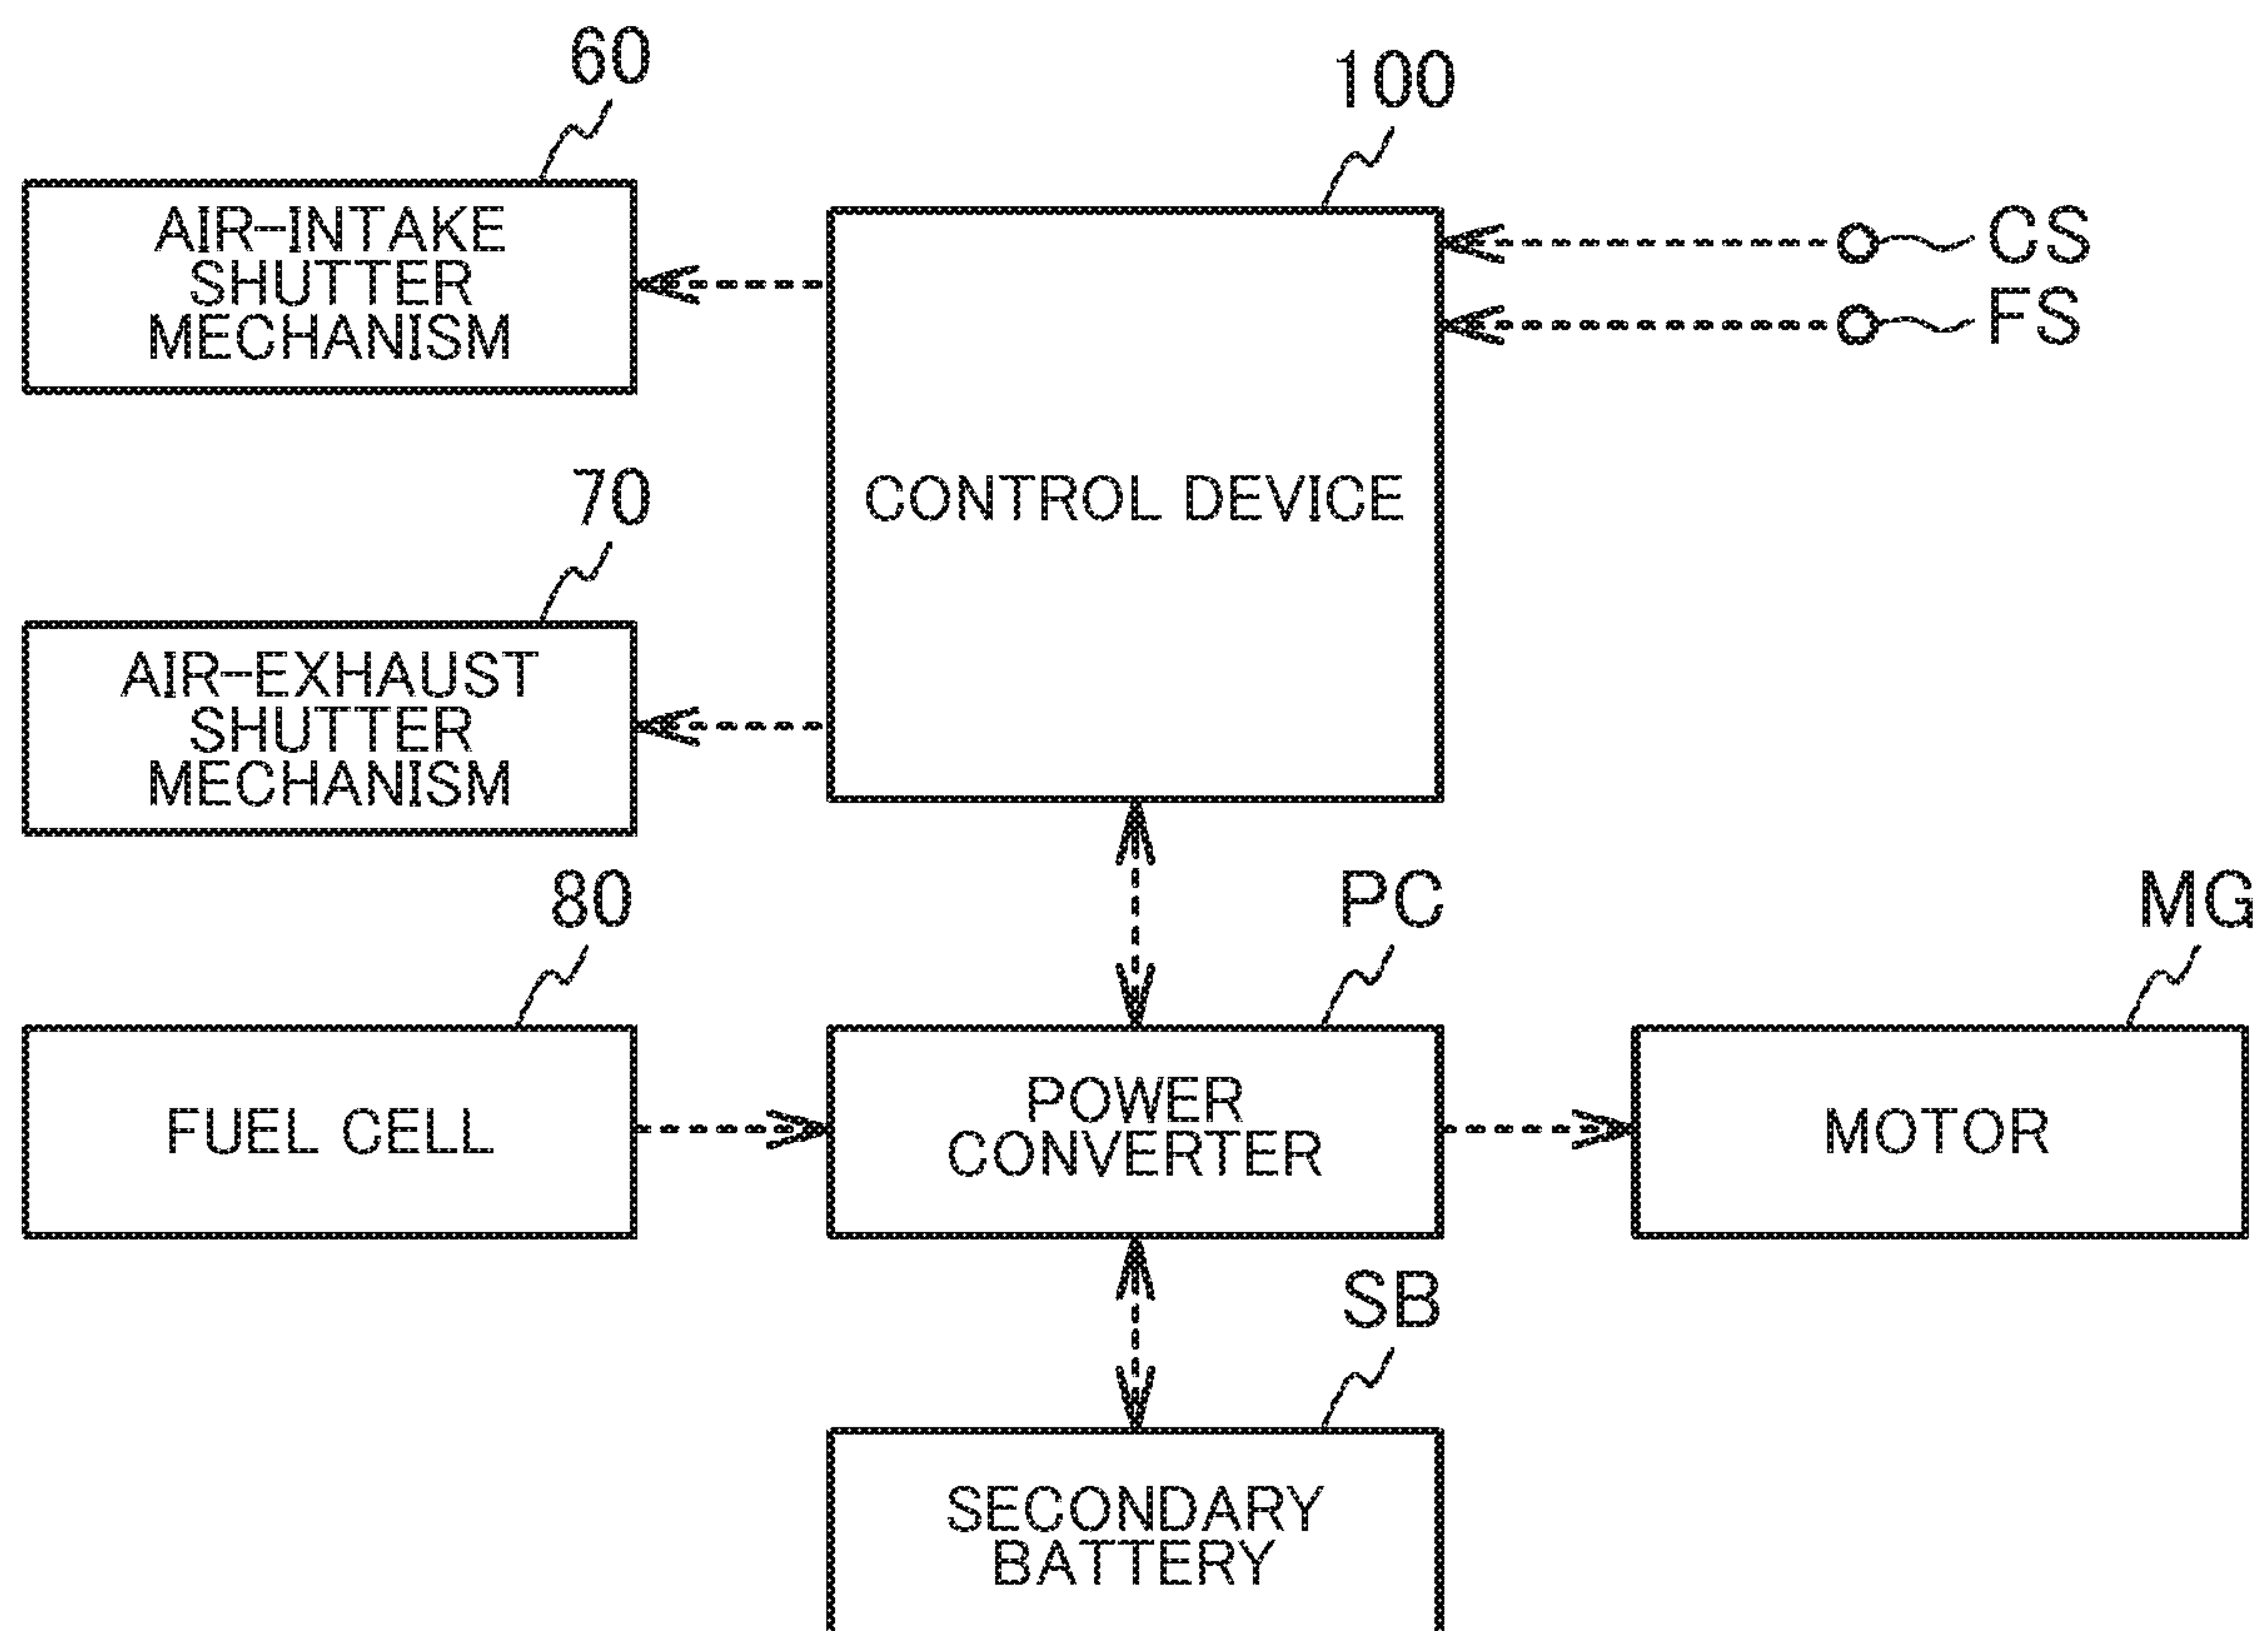 60
100
AIR-INTAKE
SHUTTER
MECHANISM
CS
FS
CONTROL DEVICE
70
AIR-EXHAUST
SHUTTER
MECHANISM
80
PC
MG
FUEL CELL
POWER
CONVERTER
MOTOR
SB
SECONDARY
BATTERY